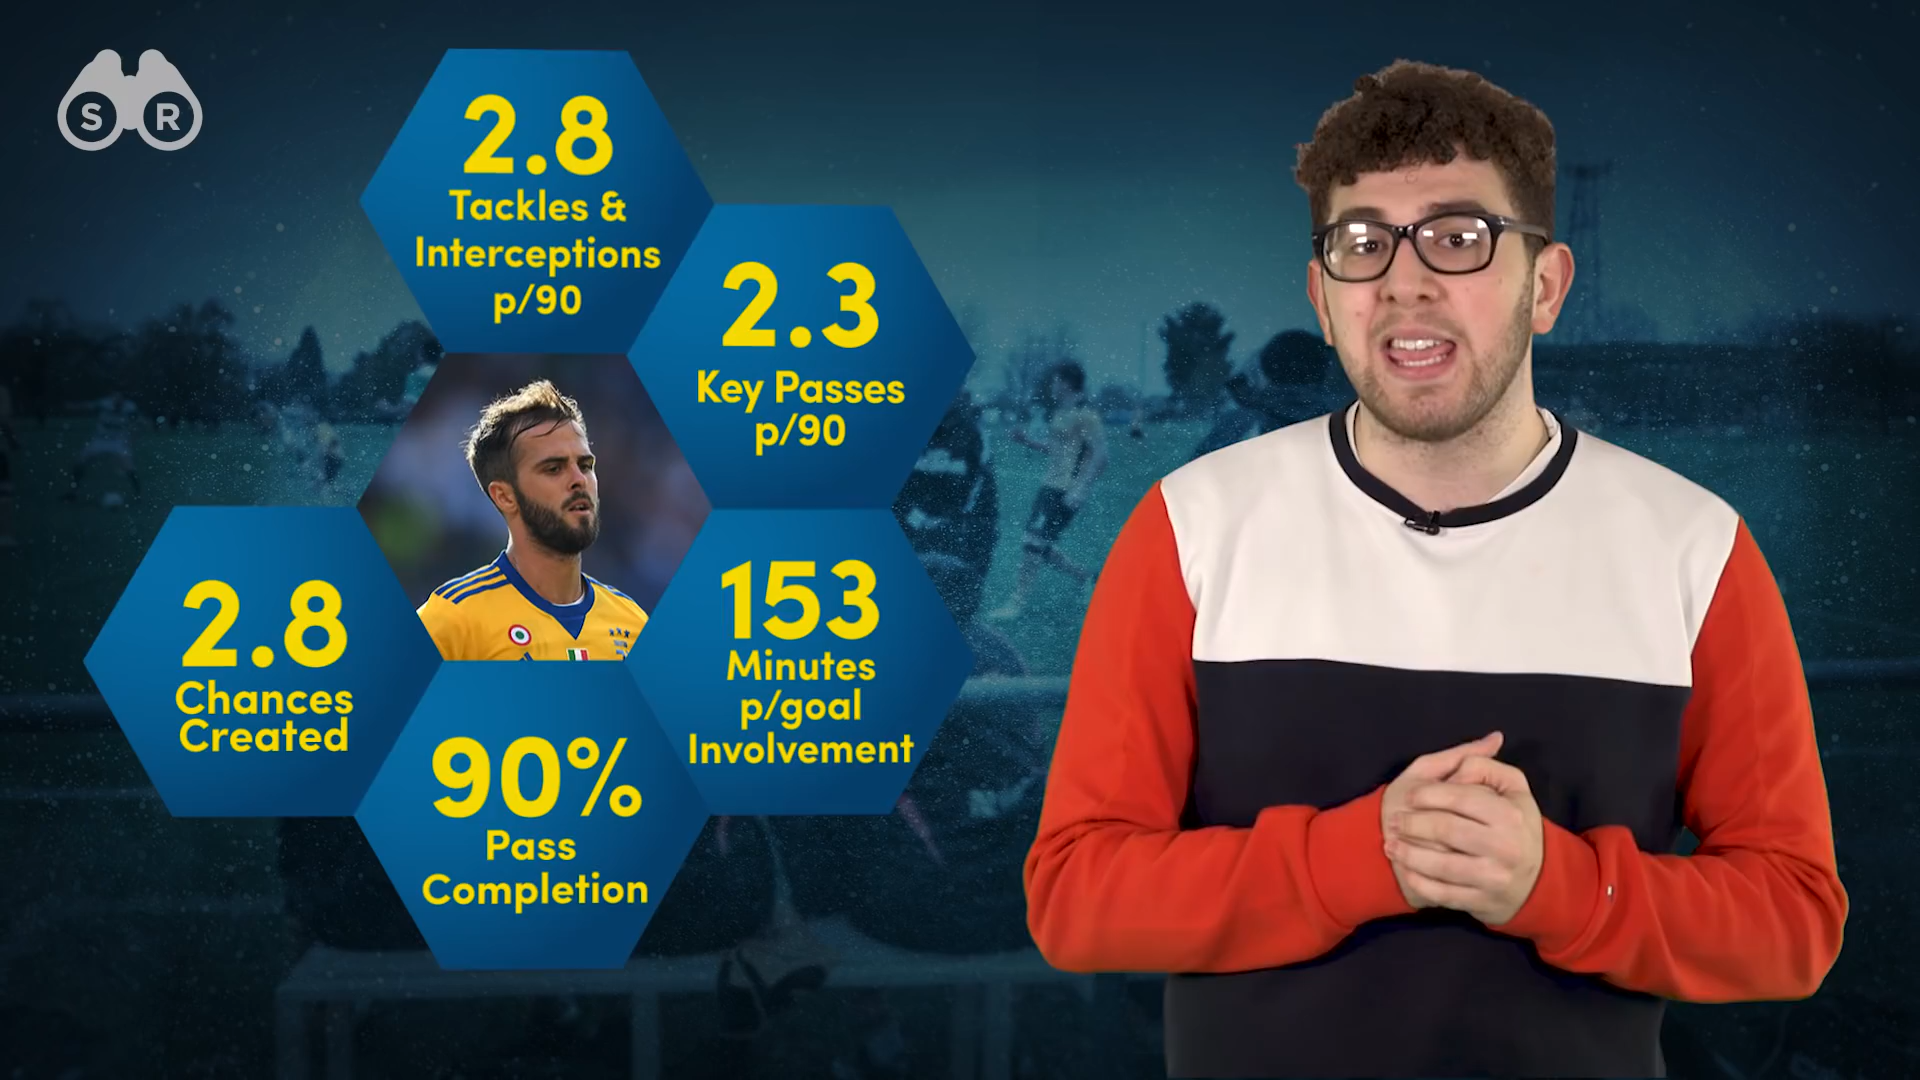 S R
2.8
Tackles &
Interceptions
p/90
2.3
Key Passes
p/90
2.8
Chances
Created
153
Minutes
p/goal
Involvement
90%
Pass
Completion